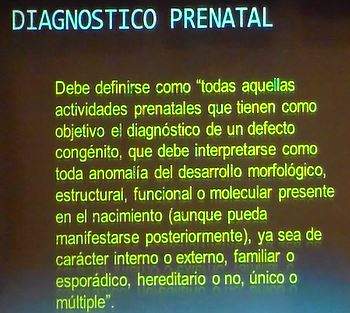 DIAGNOSTICO PRENATAL
Debe definirse como “todas aquellas
actividades prenatales que tienen como
objetivo el diagnóstico de un defecto
congénito, que debe interpretarse como
toda anomalía del desarrollo morfológico,
estructural, funcional o molecular presente
en el nacimiento (aunque pueda
manifestarse posteriormente), ya sea de
carácter interno o externo, familiar o
esporádico, hereditario o no, único o
múltiple”.